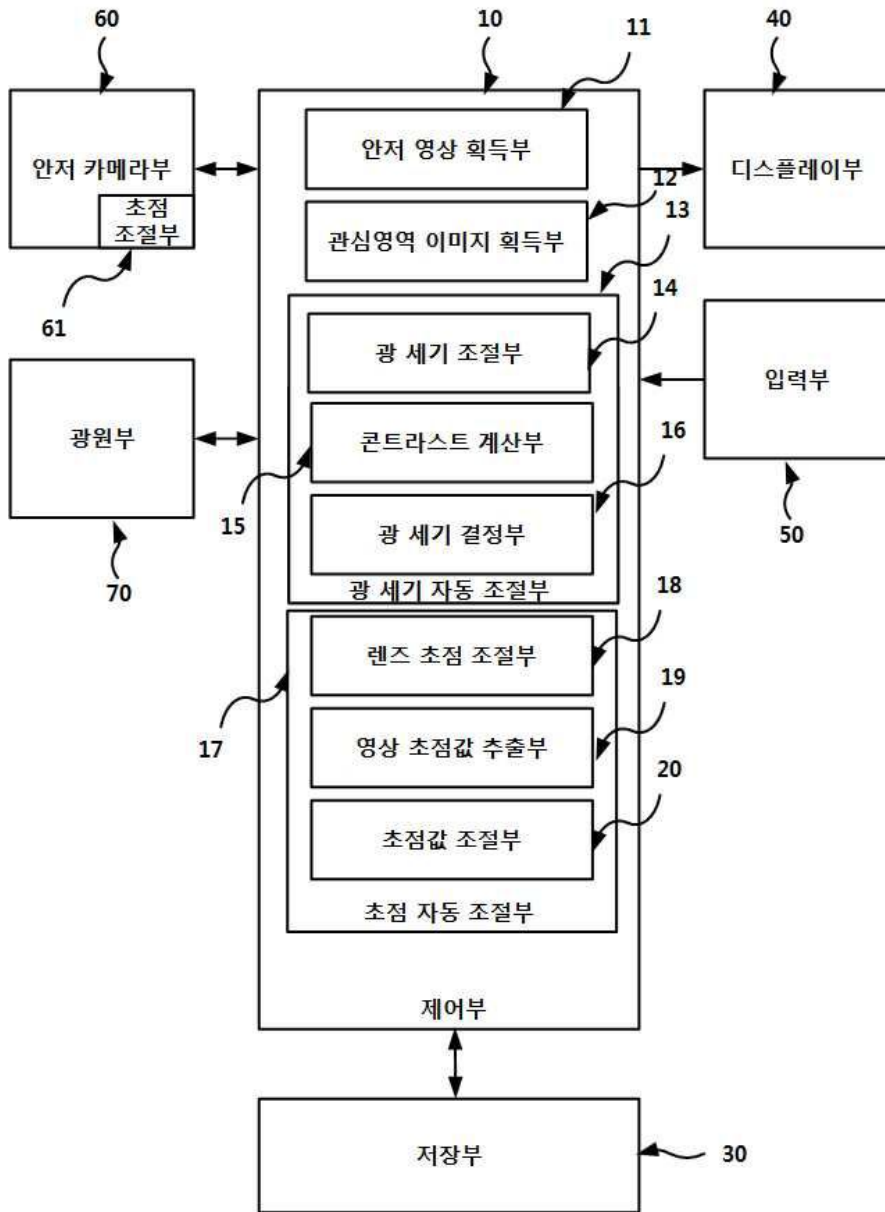 60
10
11
40
안저 카메라부
초점
조절부
61
안저 영상 획득부
12
관심영역 이미지 획득부
13
디스플레이부
14
광 세기 조절부
입력부
50
광원부
70
콘트라스트 계산부
15
16
광 세기 결정부
광 세기 자동 조절부
18
렌즈 초점 조절부
17
19
영상 초점값 추출부
20
초점값 조절부
초점 자동 조절부
제어부
저장부
30